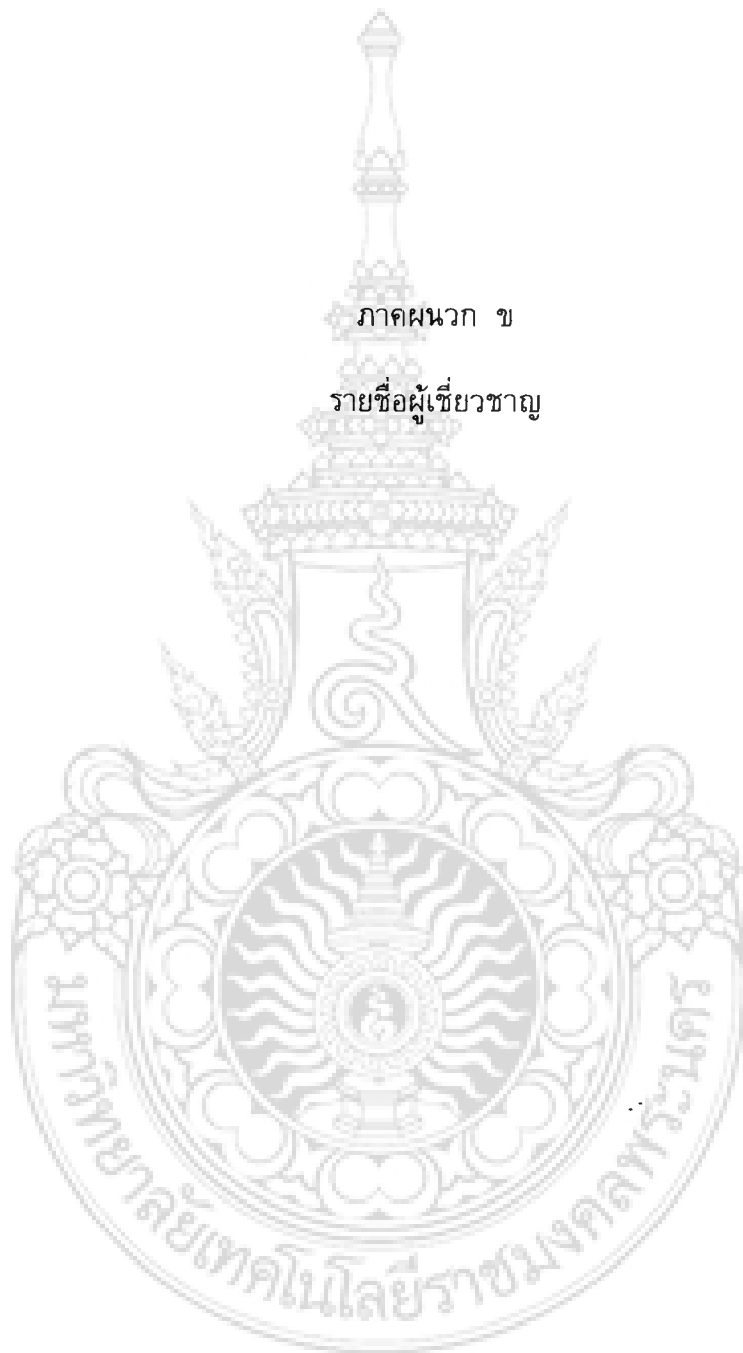 ภาคผนวก ข
รายชื่อผู้เชี่ยวชาญ
มหาวิทยาลัยเทคโนโลยีราชมงคลพระนคร